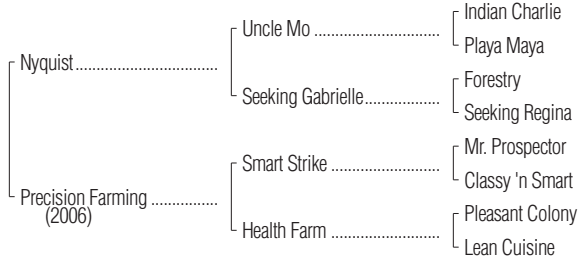 Indian Charlie
Uncle Mo ................................
Playa Maya
Nyquist.................................
Forestry
Seeking Gabrielle...................
Seeking Regina
Mr. Prospector
Smart Strike ...........................
Classy 'n Smart
Precision Farming ................
(2006)
Pleasant Colony
Health Farm ...........................
Lean Cuisine